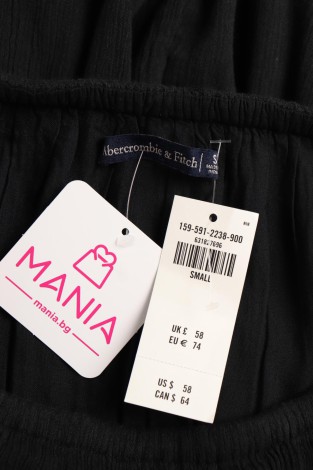 Abercrombie & Fitch
S
MANIA
mania.bg
159-591-2238-900
SMALL
UK £ 58
EU € 74
US $ 58
CAN $ 64